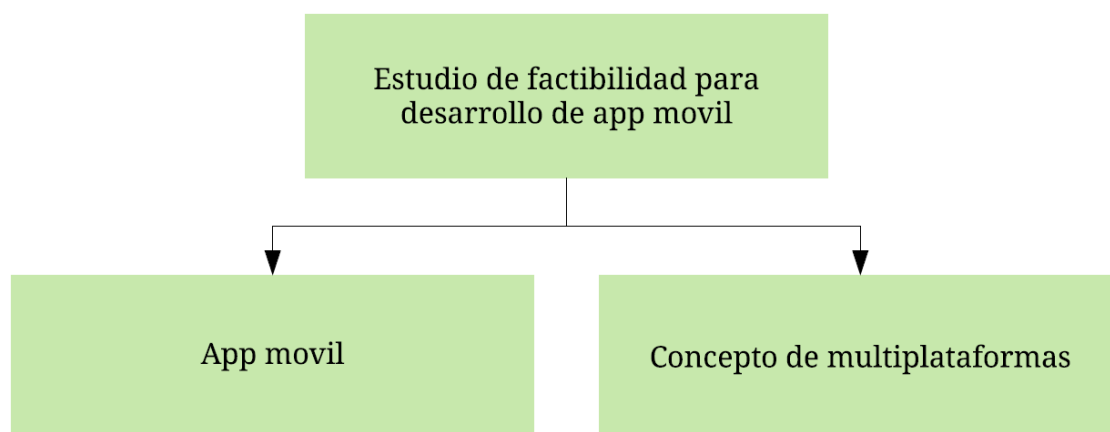 Estudio de factibilidad para
desarrollo de app movil
App movil
Concepto de multiplataformas